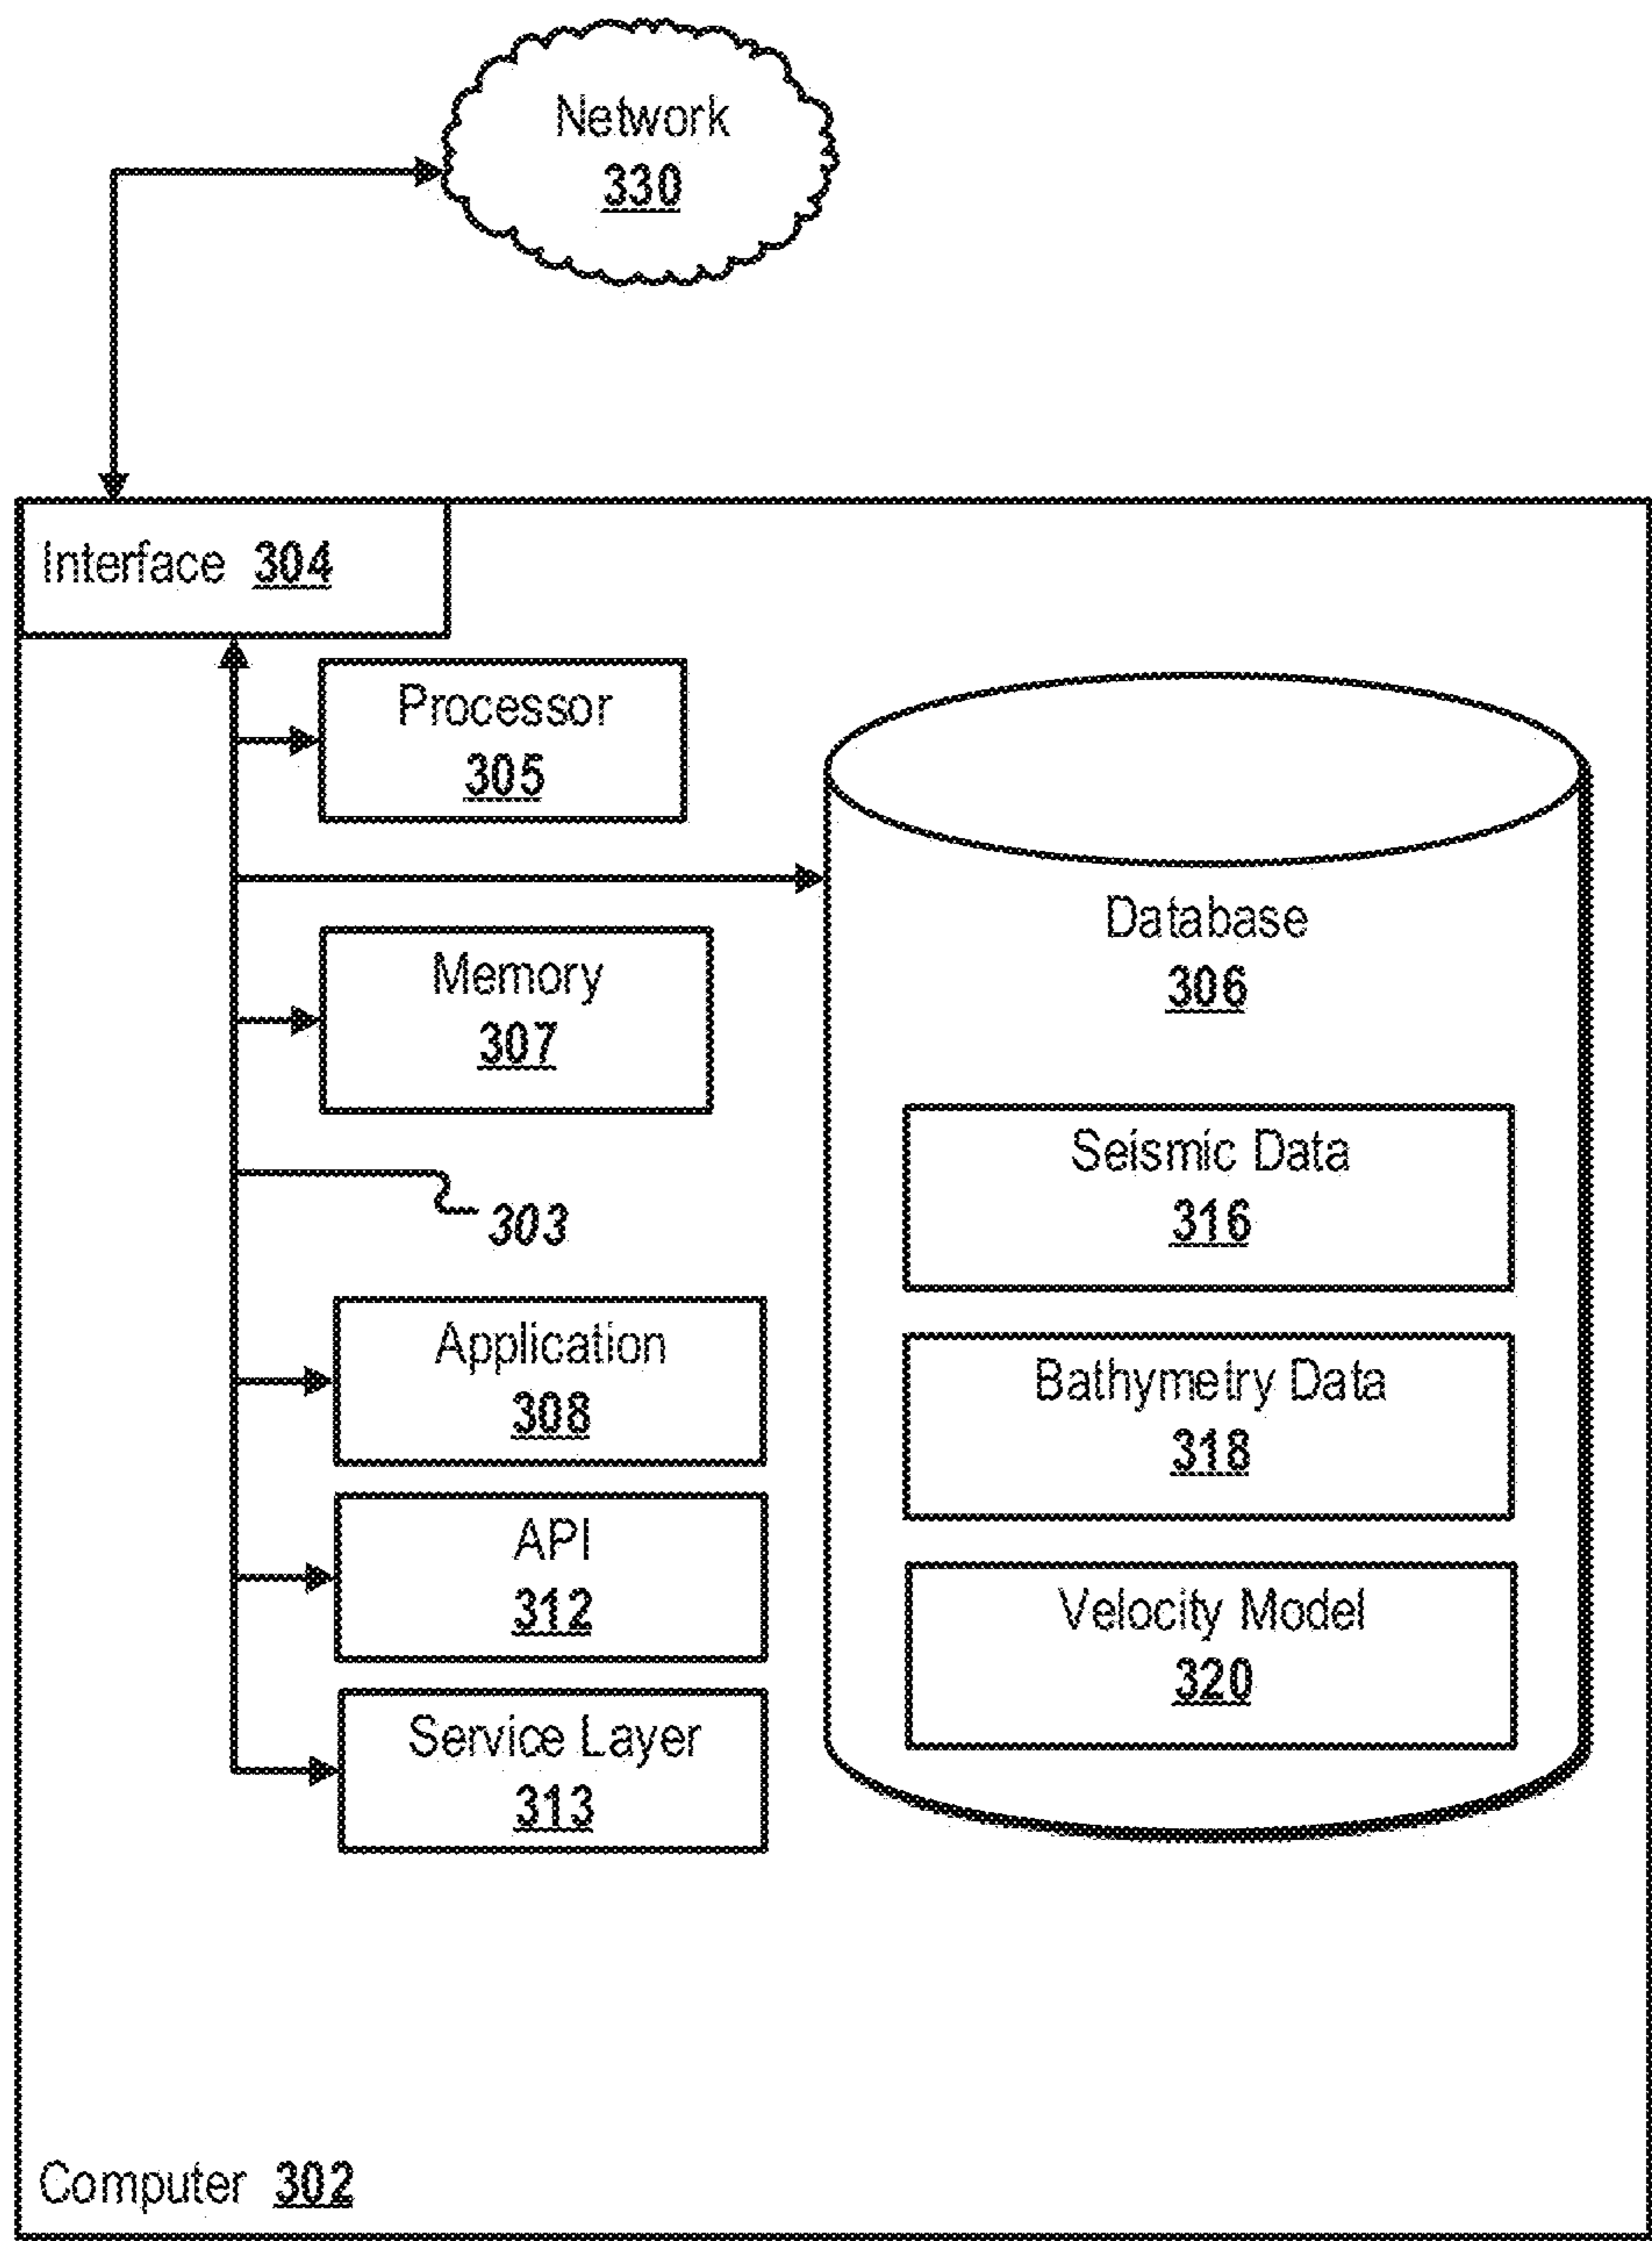 Network
330
Interface 304
Processor
305
Database
306
Memory
307
Seismic Data
316
303
Application
308
Bathymetry Data
318
API
312
Velocity Model
320
Service Layer
313
Computer 302